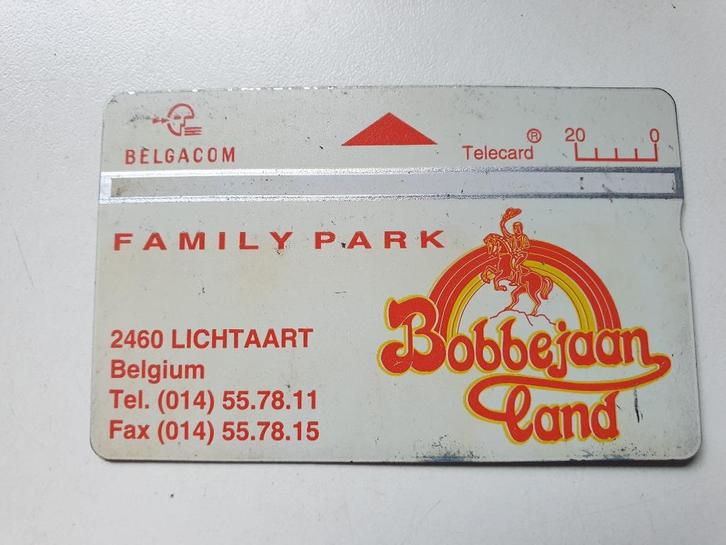 BELGACOM
Telecard ® 20 0
FAMILY PARK
Bobbejaan
land
2460 LICHTAART
Belgium
Tel. (014) 55.78.11
Fax (014) 55.78.15